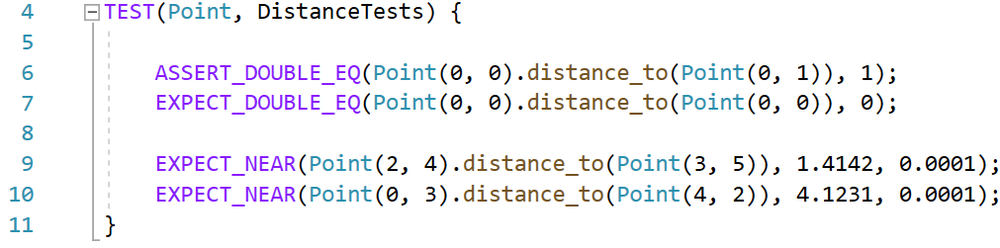 4 TEST(Point, DistanceTests) {
5
6 ASSERT_DOUBLE_EQ(Point(0, 0).distance_to(Point(0, 1)), 1);
7 EXPECT_DOUBLE_EQ(Point(0, 0).distance_to(Point(0, 0)), 0);
8
9 EXPECT_NEAR(Point(2, 4).distance_to(Point(3, 5)), 1.4142, 0.0001);
10 EXPECT_NEAR(Point(0, 3).distance_to(Point(4, 2)), 4.1231, 0.0001);
11 }